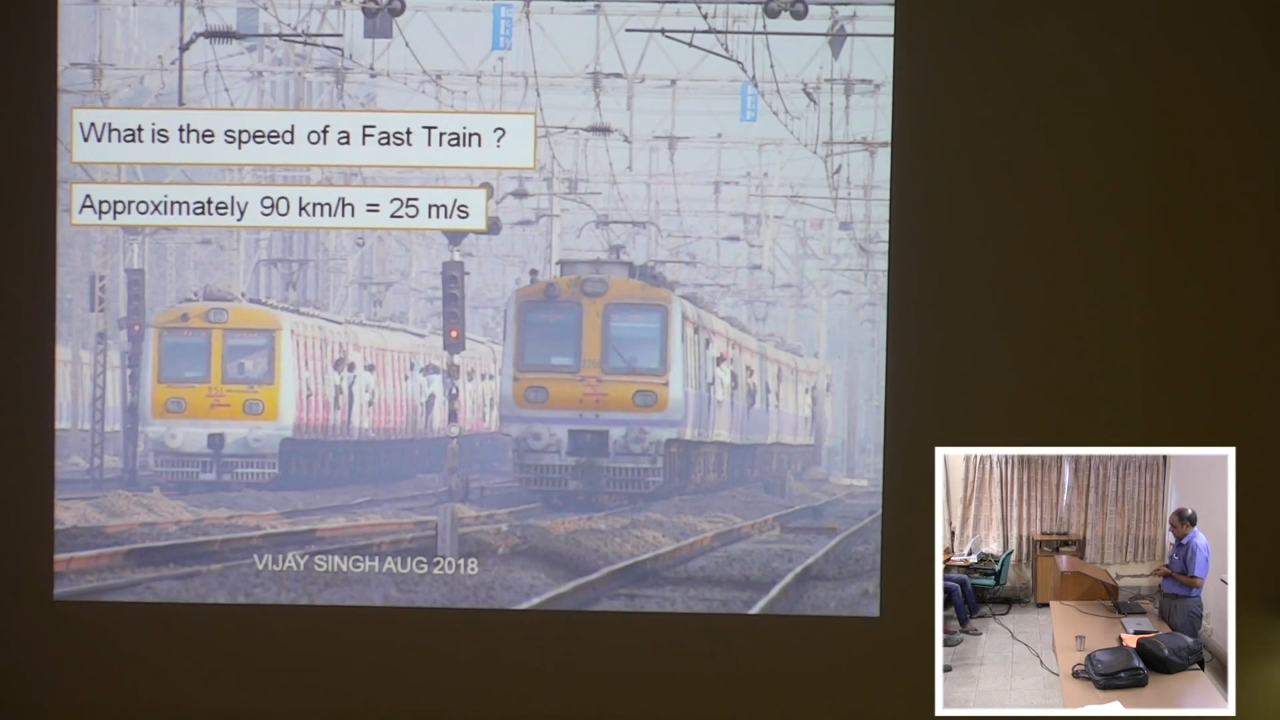 What is the speed of a Fast Train ?
Approximately 90 km/h = 25 m/s
VIJAY SINGH AUG 2018